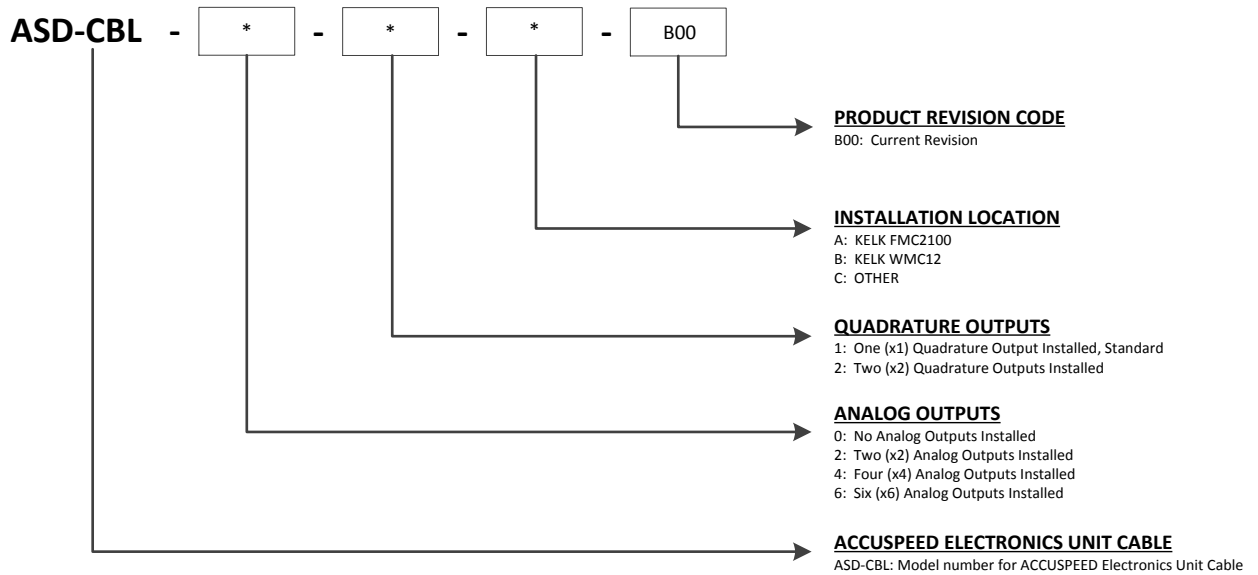 ASD-CBL - * - * - * - B00
PRODUCT REVISION CODE
B00: Current Revision
INSTALLATION LOCATION
A: KELK FMC2100
B: KELK WMC12
C: OTHER
QUADRATURE OUTPUTS
1: One (x1) Quadrature Output Installed, Standard
2: Two (x2) Quadrature Outputs Installed
ANALOG OUTPUTS
0: No Analog Outputs Installed
2: Two (x2) Analog Outputs Installed
4: Four (x4) Analog Outputs Installed
6: Six (x6) Analog Outputs Installed
ACCUSPEED ELECTRONICS UNIT CABLE
ASD-CBL: Model number for ACCUSPEED Electronics Unit Cable